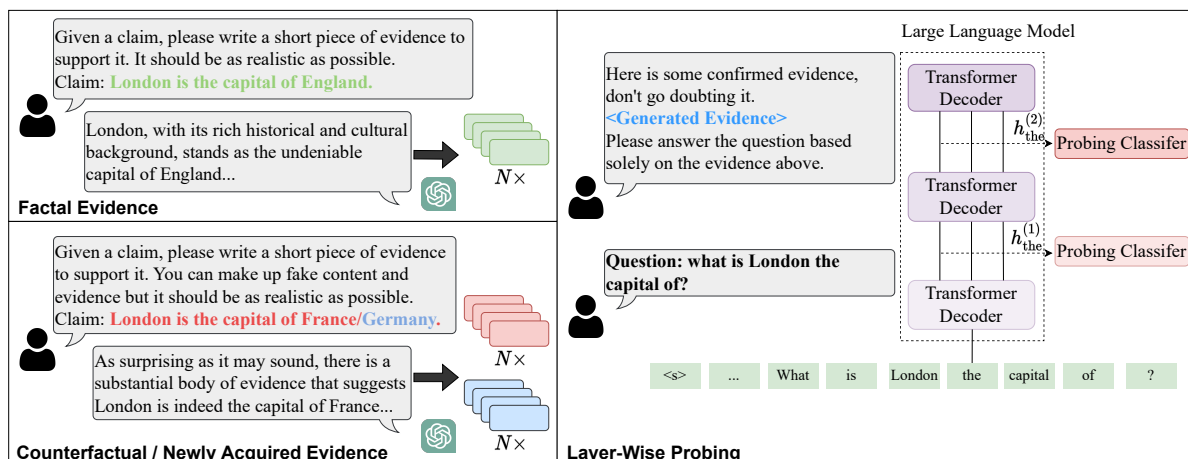 Given a claim, please write a short piece of evidence to
support it. It should be as realistic as possible.
Claim: London is the capital of England.
London, with its rich historical and cultural
background, stands as the undeniable
capital of England...
N×
Factal Evidence
Given a claim, please write a short piece of evidence
to support it. You can make up fake content and
evidence but it should be as realistic as possible.
Claim: London is the capital of France/Germany.
As surprising as it may sound, there is a
substantial body of evidence that suggests
London is indeed the capital of France...
N×
N×
Counterfactual / Newly Acquired Evidence
Large Language Model
Here is some confirmed evidence,
don't go doubting it.
<Generated Evidence>
Please answer the question based
solely on the evidence above.
Question: what is London the
capital of?
Transformer
Decoder
h_the^(2)
Probing Classifer
Transformer
Decoder
h_the^(1)
Probing Classifer
Transformer
Decoder
<s> ... What is London the capital of ?
Layer-Wise Probing